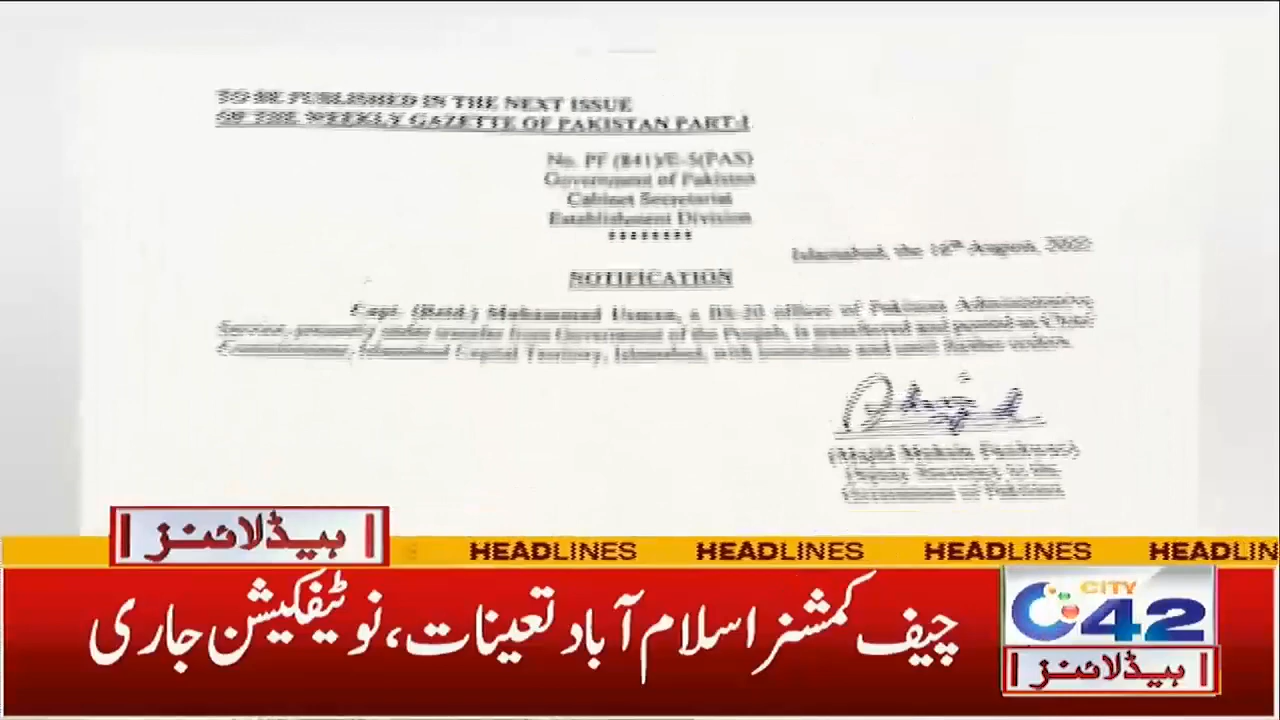 TO BE PUBLISHED IN THE NEXT ISSUE
OF THE WEEKLY GAZETTE OF PAKISTAN PART-I
No. PF (841)/E-5(PAS)
Government of Pakistan
Cabinet Secretariat
Establishment Division
********
Islamabad, the August, 2022
NOTIFICATION
Capt. (Retd.) Muhammad Usman, a BS-20 officer of Pakistan Administrative
Service, presently under transfer from Government of the Punjab, is transferred and posted as Chief
Commissioner, Islamabad Capital Territory, Islamabad, with immediate and until further orders.
(Majid Mohsin Panhwar)
Deputy Secretary to the
Government of Pakistan
ہیڈلائنز
HEADLINES HEADLINES HEADLINES HEADLIN
چیف کمشنر اسلام آباد تعینات، نوٹیفکیشن جاری
CITY
42
ہیڈلائنز